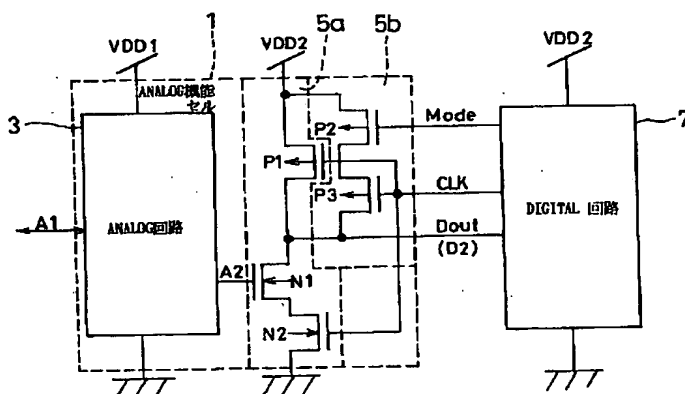 VDD1
1
VDD2
5a
5b
VDD2
ANALOG機能
セル
3
P2
Mode
7
P1
P3
CLK
A1
ANALOG回路
DIGITAL 回路
Dout
(D2)
A2
N1
N2